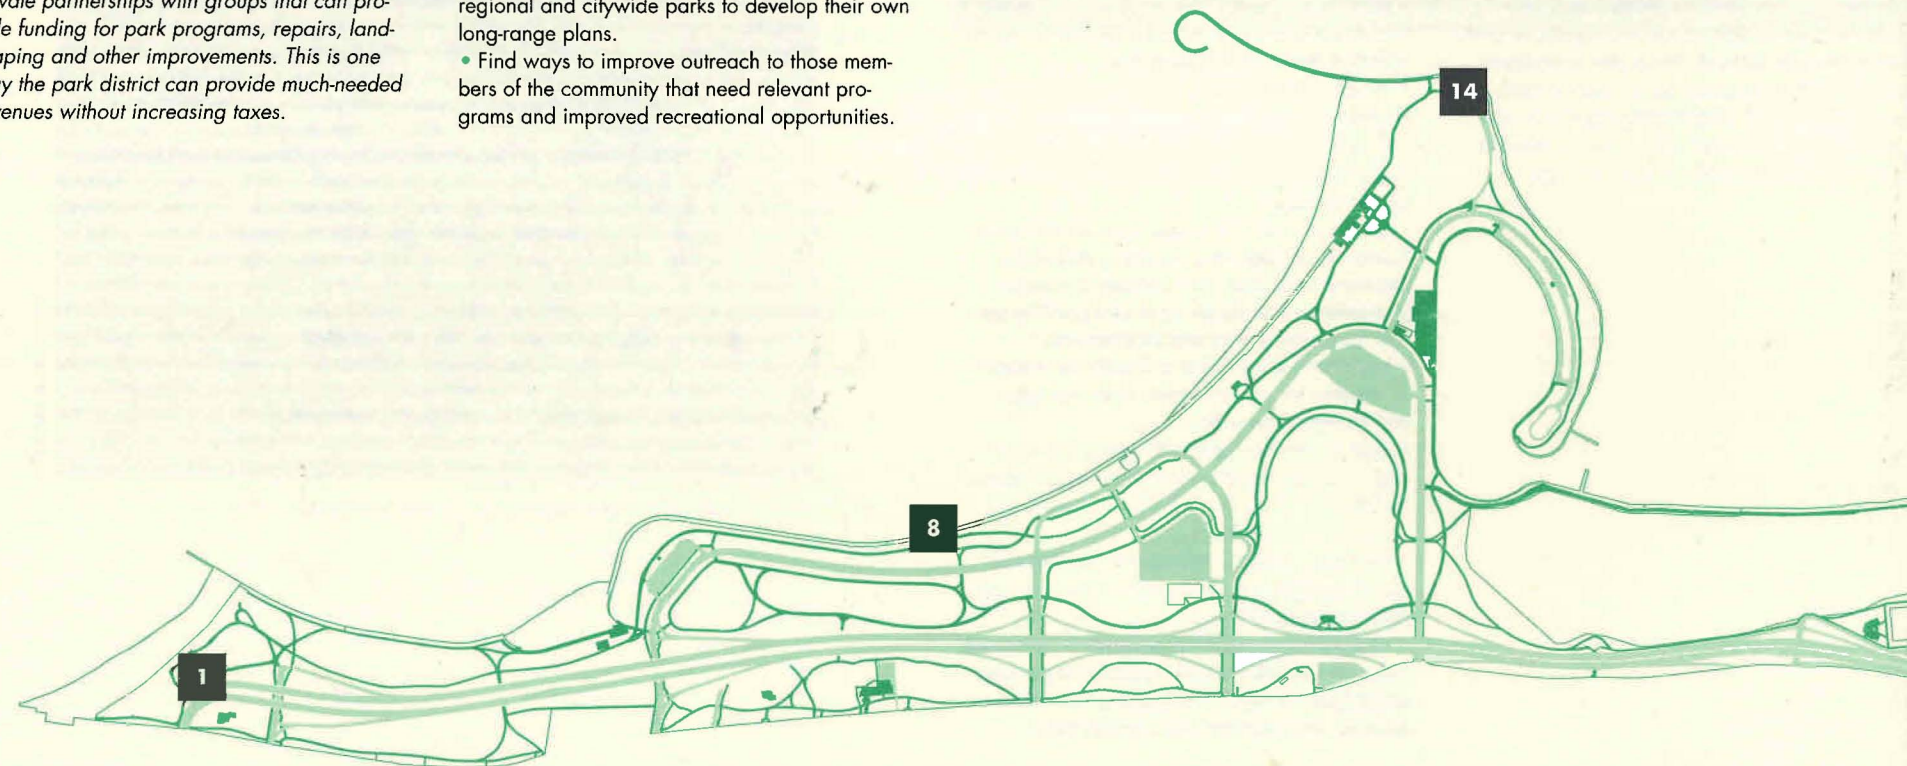 vate partnerships with groups that can pro-
e funding for park programs, repairs, land-
ping and other improvements. This is one
y the park district can provide much-needed
enues without increasing taxes.
regional and citywide parks to develop their own
long-range plans.
• Find ways to improve outreach to those mem-
bers of the community that need relevant pro-
grams and improved recreational opportunities.
14
8
1